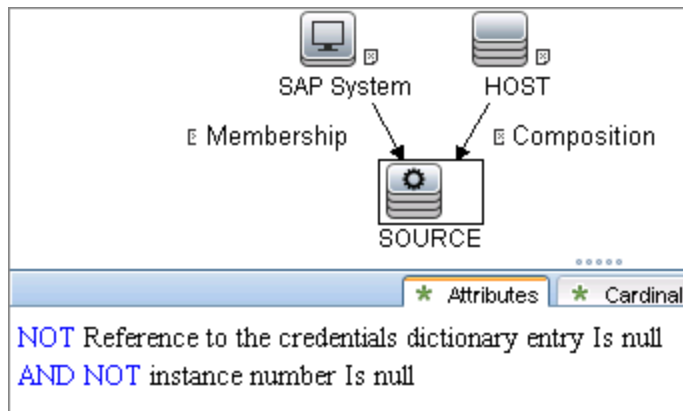 SAP System
HOST
Membership
Composition
SOURCE
Attributes
Cardinal
NOT Reference to the credentials dictionary entry Is null
AND NOT instance number Is null